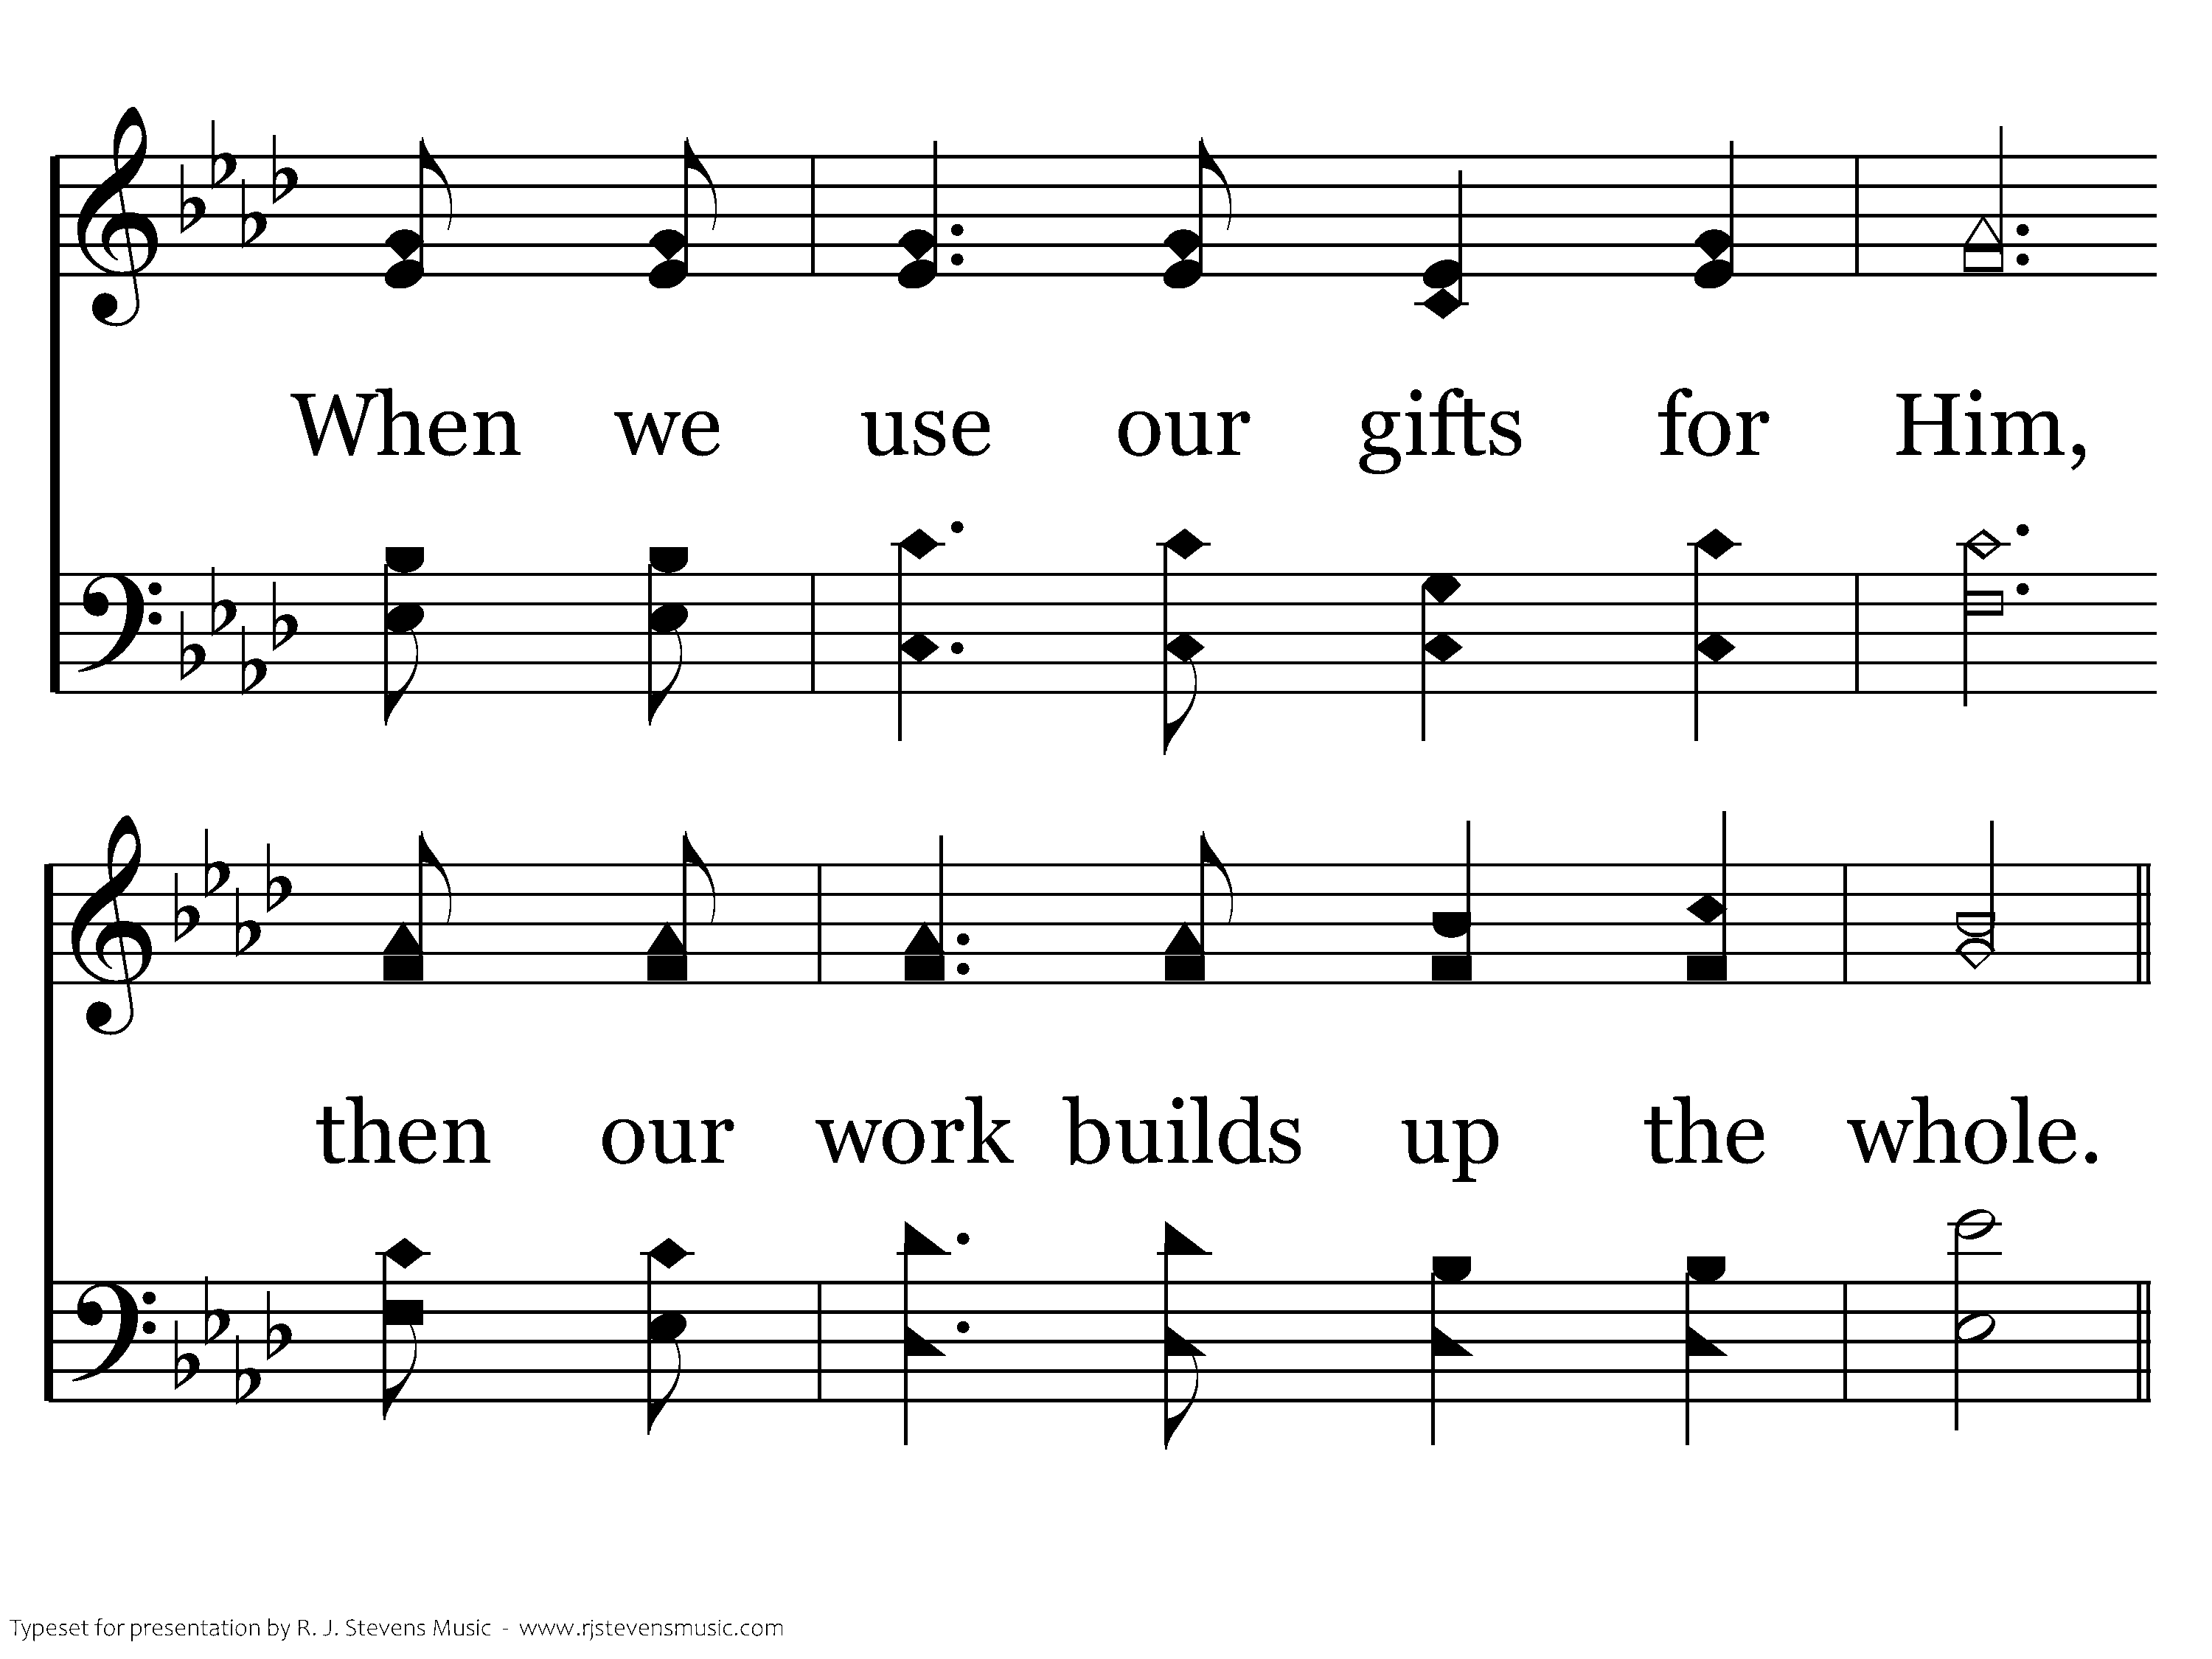 When we use our gifts for Him,
then our work builds up the whole.
Typeset for presentation by R. J. Stevens Music - www.rjstevensmusic.com